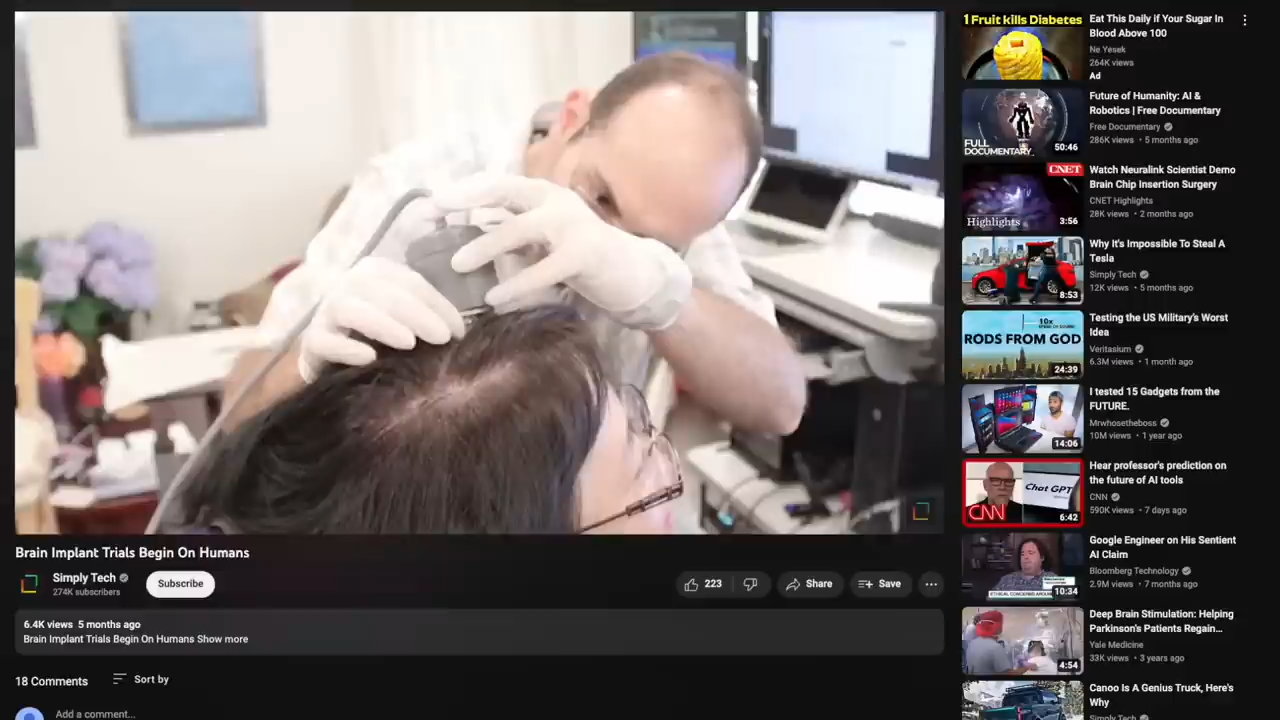 Brain Implant Trials Begin On Humans
Simply Tech
274K subscribers
Subscribe
223
Share
Save
6.4K views 5 months ago
Brain Implant Trials Begin On Humans Show more
18 Comments
Sort by
Add a comment...
1 Fruit kills Diabetes
Eat This Daily if Your Sugar In
Blood Above 100
Ne Yesek
264K views
Ad
FULL
DOCUMENTARY
50:46
Future of Humanity: AI &
Robotics | Free Documentary
Free Documentary
286K views • 5 months ago
CNET
Highlights
3:56
Watch Neuralink Scientist Demo
Brain Chip Insertion Surgery
CNET Highlights
28K views • 2 months ago
8:53
Why It's Impossible To Steal A
Tesla
Simply Tech
12K views • 5 months ago
10x
RODS FROM GOD
24:39
Testing the US Military's Worst
Idea
Veritasium
6.3M views • 1 month ago
14:06
I tested 15 Gadgets from the
FUTURE.
Mrwhosetheboss
10M views • 1 year ago
Chat GPT
CNN
6:42
Hear professor's prediction on
the future of AI tools
CNN
590K views • 7 days ago
10:34
Google Engineer on His Sentient
AI Claim
Bloomberg Technology
2.9M views • 7 months ago
4:54
Deep Brain Stimulation: Helping
Parkinson's Patients Regain...
Yale Medicine
33K views • 3 years ago
Canoo Is A Genius Truck, Here's
Why
Simply Tech